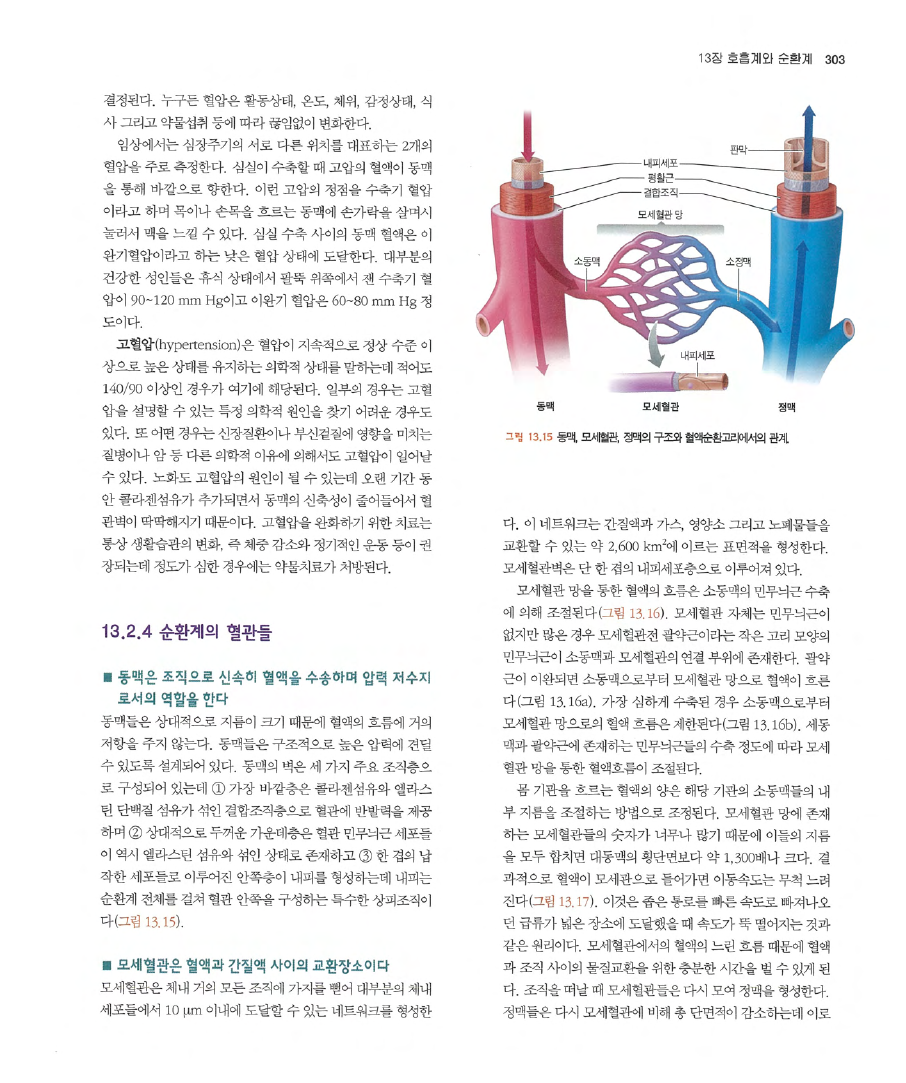 13장 호흡계와 순환계 303
결정된다. 누구든 혈압은 활동상태, 온도, 체위, 감정상태, 식
사 그리고 약물섭취 등에 따라 끊임없이 변화한다.
임상에서는 심장주기의 서로 다른 위치를 대표하는 2개의
혈압을 주로 측정한다. 심실이 수축할 때 고압의 혈액이 동맥
을 통해 바깥으로 향한다. 이런 고압의 정점을 수축기 혈압
이라고 하며 목이나 손목을 흐르는 동맥에 손가락을 살며시
눌러서 맥을 느낄 수 있다. 심실 수축 사이의 동맥 혈액은 이
완기혈압이라고 하는 낮은 혈압 상태에 도달한다. 대부분의
건강한 성인들은 휴식 상태에서 팔뚝 위쪽에서 잰 수축기 혈
압이 90~120 mm Hg이고 이완기 혈압은 60~80 mm Hg 정
도이다.
고혈압(hypertension)은 혈압이 지속적으로 정상 수준 이
상으로 높은 상태를 유지하는 의학적 상태를 말하는데 적어도
140/90 이상인 경우가 여기에 해당된다. 일부의 경우는 고혈
압을 설명할 수 있는 특정 의학적 원인을 찾기 어려운 경우도
있다. 또 어떤 경우는 신장질환이나 부신겉질에 영향을 미치는
질병이나 암 등 다른 의학적 이유에 의해서도 고혈압이 일어날
수 있다. 노화도 고혈압의 원인이 될 수 있는데 오랜 기간 동
안 콜라젠섬유가 추가되면서 동맥의 신축성이 줄어들어서 혈
관벽이 딱딱해지기 때문이다. 고혈압을 완화하기 위한 치료는
통상 생활습관의 변화, 즉 체중 감소와 정기적인 운동 등이 권
장되는데 정도가 심한 경우에는 약물치료가 처방된다.
13.2.4 순환계의 혈관들
■ 동맥은 조직으로 신속히 혈액을 수송하며 압력 저수지
로서의 역할을 한다
동맥들은 상대적으로 지름이 크기 때문에 혈액의 흐름에 거의
저항을 주지 않는다. 동맥들은 구조적으로 높은 압력에 견딜
수 있도록 설계되어 있다. 동맥의 벽은 세 가지 주요 조직층으
로 구성되어 있는데 ① 가장 바깥층은 콜라젠섬유와 엘라스
틴 단백질 섬유가 섞인 결합조직층으로 혈관에 반발력을 제공
하며 ② 상대적으로 두꺼운 가운데층은 혈관 민무늬근 세포들
이 역시 엘라스틴 섬유와 섞인 상태로 존재하고 ③ 한 겹의 납
작한 세포들로 이루어진 안쪽층이 내피를 형성하는데 내피는
순환계 전체를 걸쳐 혈관 안쪽을 구성하는 특수한 상피조직이
다(그림 13.15).
■ 모세혈관은 혈액과 간질액 사이의 교환장소이다
모세혈관은 체내 거의 모든 조직에 가지를 뻗어 대부분의 체내
세포들에서 10 μm 이내에 도달할 수 있는 네트워크를 형성한
판막
내피세포
평활근
결합조직
모세혈관 망
소동맥
소정맥
내피세포
동맥
모세혈관
정맥
그림 13.15 동맥, 모세혈관, 정맥의 구조와 혈액순환고리에서의 관계.
다. 이 네트워크는 간질액과 가스, 영양소 그리고 노폐물들을
교환할 수 있는 약 2,600 km²에 이르는 표면적을 형성한다.
모세혈관벽은 단 한 겹의 내피세포층으로 이루어져 있다.
모세혈관 망을 통한 혈액의 흐름은 소동맥의 민무늬근 수축
에 의해 조절된다(그림 13.16). 모세혈관 자체는 민무늬근이
없지만 많은 경우 모세혈관전 괄약근이라는 작은 고리 모양의
민무늬근이 소동맥과 모세혈관의 연결 부위에 존재한다. 괄약
근이 이완되면 소동맥으로부터 모세혈관 망으로 혈액이 흐른
다(그림 13.16a). 가장 심하게 수축된 경우 소동맥으로부터
모세혈관 망으로의 혈액 흐름은 제한된다(그림 13.16b). 세동
맥과 괄약근에 존재하는 민무늬근들의 수축 정도에 따라 모세
혈관 망을 통한 혈액흐름이 조절된다.
몸 기관을 흐르는 혈액의 양은 해당 기관의 소동맥들의 내
부 지름을 조절하는 방법으로 조정된다. 모세혈관 망에 존재
하는 모세혈관들의 숫자가 너무나 많기 때문에 이들의 지름
을 모두 합치면 대동맥의 횡단면보다 약 1,300배나 크다. 결
과적으로 혈액이 모세관으로 들어가면 이동속도는 무척 느려
진다(그림 13.17). 이것은 좁은 통로를 빠른 속도로 빠져나오
던 급류가 넓은 장소에 도달했을 때 속도가 뚝 떨어지는 것과
같은 원리이다. 모세혈관에서의 혈액의 느린 흐름 때문에 혈액
과 조직 사이의 물질교환을 위한 충분한 시간을 벌 수 있게 된
다. 조직을 떠날 때 모세혈관들은 다시 모여 정맥을 형성한다.
정맥들은 다시 모세혈관에 비해 총 단면적이 감소하는데 이로